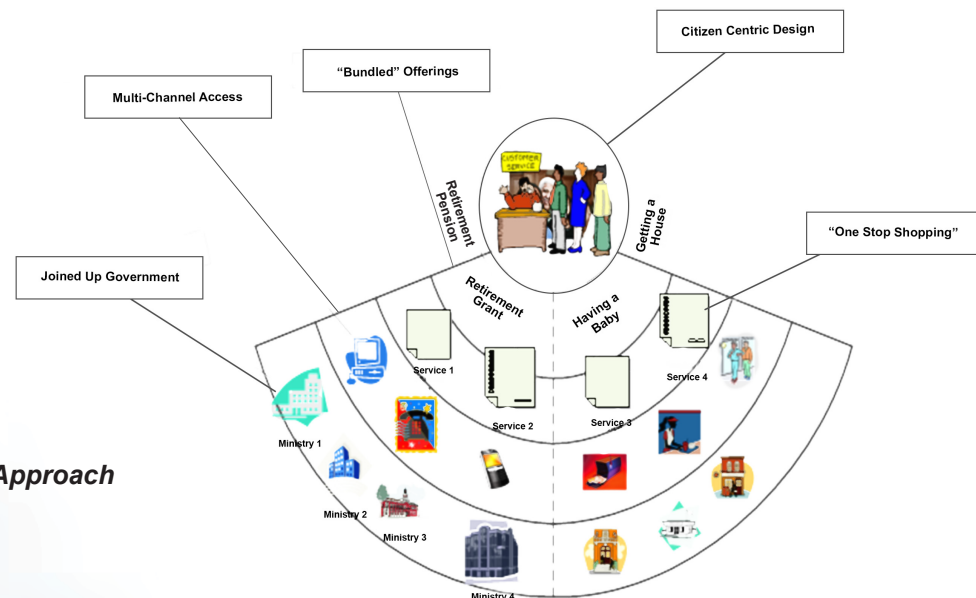 Citizen Centric Design
“Bundled” Offerings
Multi-Channel Access
CUSTOMER
SERVICE
Retirement
Pension
Getting a
House
“One Stop Shopping”
Joined Up Government
Retirement
Grant
Having a
Baby
Service 1
Service 4
Service 2
Service 3
Ministry 1
Approach
Ministry 2
Ministry 3
Ministry 4